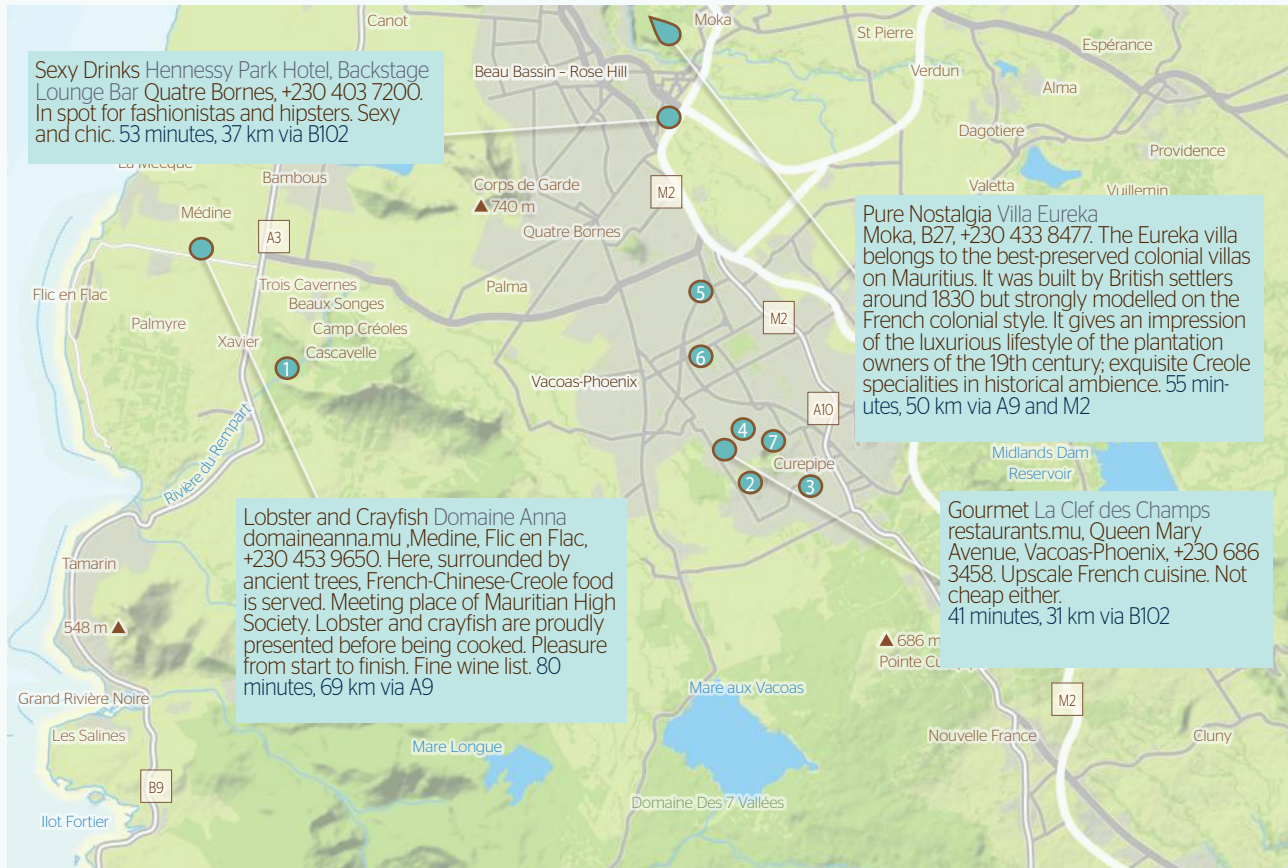 Canot
Moka
St Pierre
Espérance
Beau Bassin – Rose Hill
Verdun
Alma
Sexy Drinks Hennessy Park Hotel, Backstage
Lounge Bar Quatre Bornes, +230 403 7200.
In spot for fashionistas and hipsters. Sexy
and chic. 53 minutes, 37 km via B102
Dagotiere
Providence
La Mecque
Bambous
Corps de Garde
740 m
M2
Valetta
Vuillemin
Médine
A3
Quatre Bornes
Pure Nostalgia Villa Eureka
Moka, B27, +230 433 8477. The Eureka villa
belongs to the best-preserved colonial villas
on Mauritius. It was built by British settlers
around 1830 but strongly modelled on the
French colonial style. It gives an impression
of the luxurious lifestyle of the plantation
owners of the 19th century; exquisite Creole
specialities in historical ambience. 55 min-
utes, 50 km via A9 and M2
Flic en Flac
Trois Cavernes
Beaux Songes
Palma
5
Palmyre
Camp Créoles
M2
Xavier
Cascavelle
1
6
Vacoas-Phoenix
A10
4
7
Curepipe
2
3
Midlands Dam
Reservoir
Rivière du Rempart
Lobster and Crayfish Domaine Anna
domaineanna.mu ,Medine, Flic en Flac,
+230 453 9650. Here, surrounded by
ancient trees, French-Chinese-Creole food
is served. Meeting place of Mauritian High
Society. Lobster and crayfish are proudly
presented before being cooked. Pleasure
from start to finish. Fine wine list. 80
minutes, 69 km via A9
Gourmet La Clef des Champs
restaurants.mu, Queen Mary
Avenue, Vacoas-Phoenix, +230 686
3458. Upscale French cuisine. Not
cheap either.
41 minutes, 31 km via B102
Tamarin
548 m
686 m
Pointe
Grand Rivière Noire
Mare aux Vacoas
M2
Les Salines
Mare Longue
Nouvelle France
Cluny
B9
Domaine Des 7 Vallées
Ilot Fortier